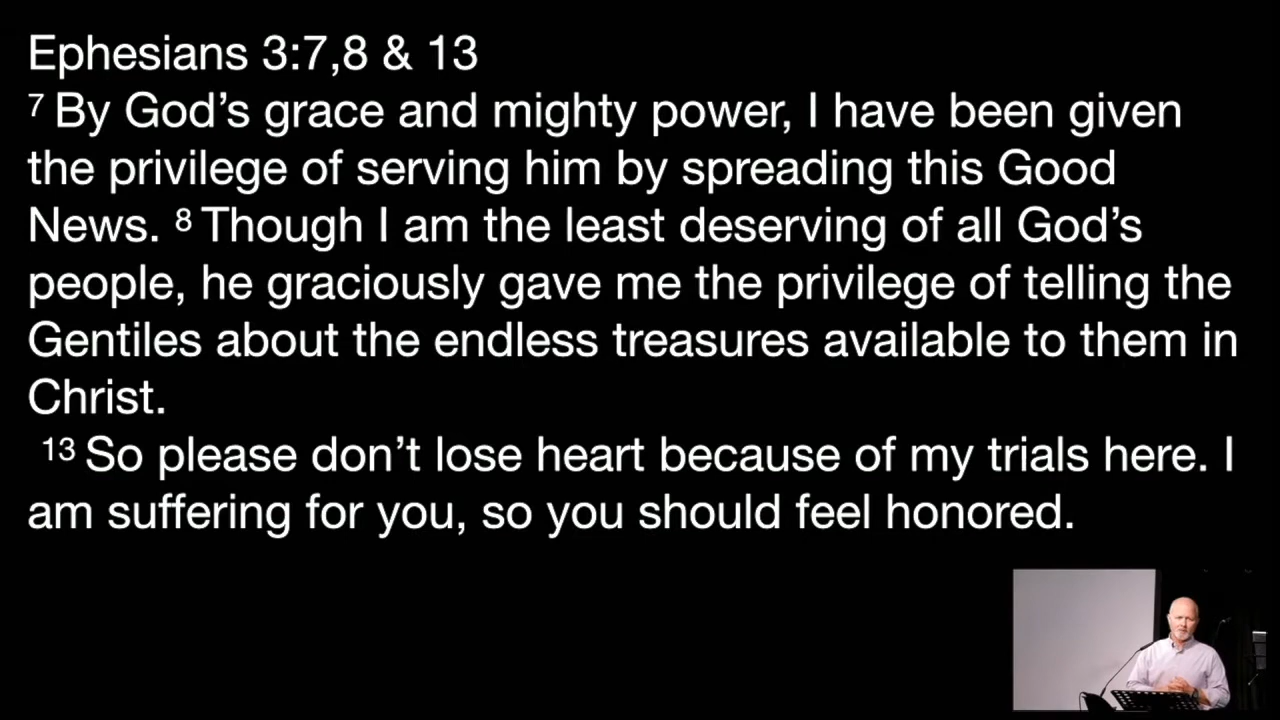 Ephesians 3:7,8 & 13
7 By God’s grace and mighty power, I have been given
the privilege of serving him by spreading this Good
News. 8 Though I am the least deserving of all God’s
people, he graciously gave me the privilege of telling the
Gentiles about the endless treasures available to them in
Christ.
13 So please don’t lose heart because of my trials here. I
am suffering for you, so you should feel honored.